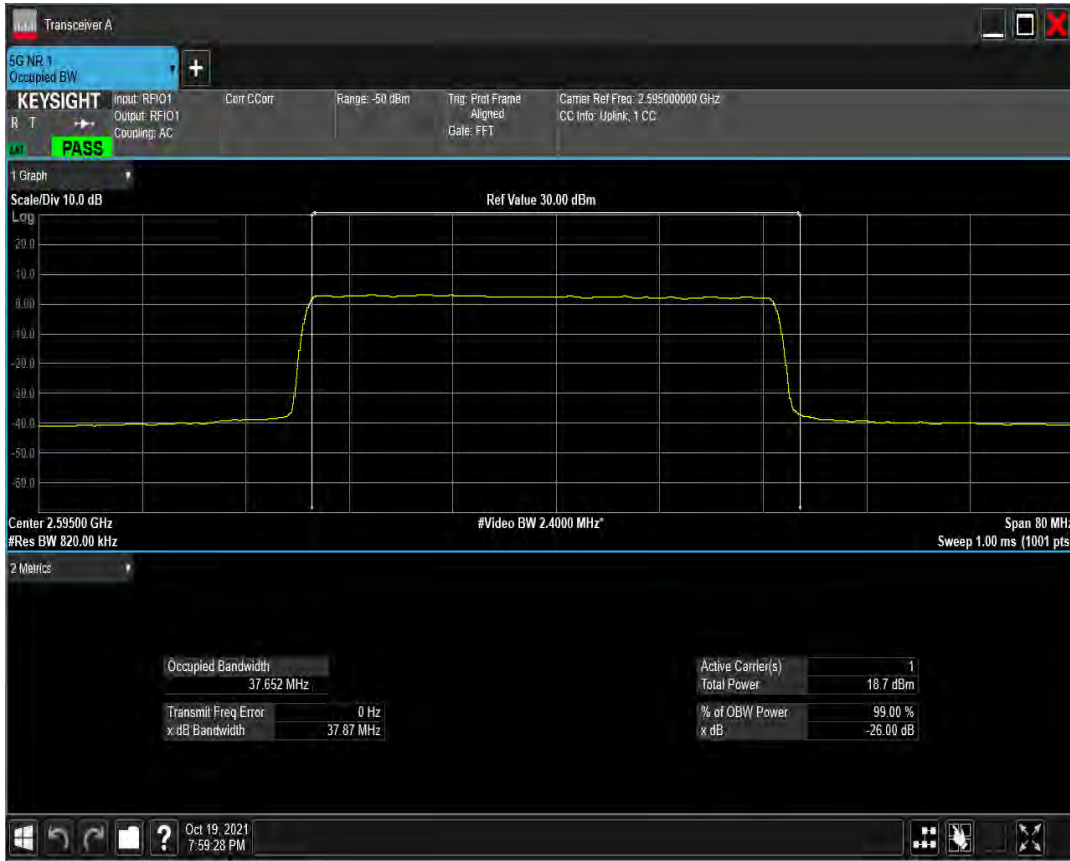 Transceiver A
5G NR 1
Occupied BW
+
KEYSIGHT
R T
PASS
Input: RFIO1
Output: RFIO1
Coupling: AC
Corr CCorr
Range: -50 dBm
Trig: Prot Frame
Aligned
Gate: FFT
Carrier Ref Freq: 2.595000000 GHz
CC Info: Uplink, 1 CC
1 Graph
Scale/Div 10.0 dB
Ref Value 30.00 dBm
Log
20.0
10.0
0.00
-10.0
-20.0
-30.0
-40.0
-50.0
-60.0
Center 2.59500 GHz
#Video BW 2.4000 MHz*
Span 80 MHz
#Res BW 820.00 kHz
Sweep 1.00 ms (1001 pts
2 Metrics
Occupied Bandwidth
37.652 MHz
Transmit Freq Error 0 Hz
x dB Bandwidth 37.87 MHz
Active Carrier(s) 1
Total Power 18.7 dBm
% of OBW Power 99.00 %
x dB -26.00 dB
?
Oct 19, 2021
7:59:28 PM